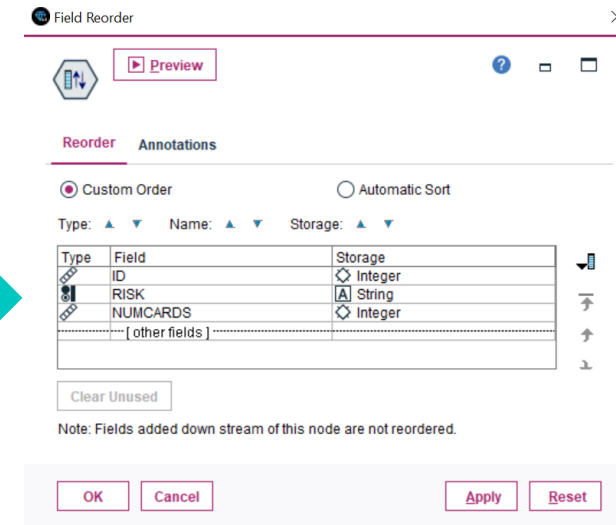 Field Reorder
Preview
?
Reorder Annotations
Custom Order Automatic Sort
Type: Name: Storage:
Type Field Storage
ID Integer
RISK A String
NUMCARDS Integer
[ other fields ]
Clear Unused
Note: Fields added down stream of this node are not reordered.
OK Cancel Apply Reset